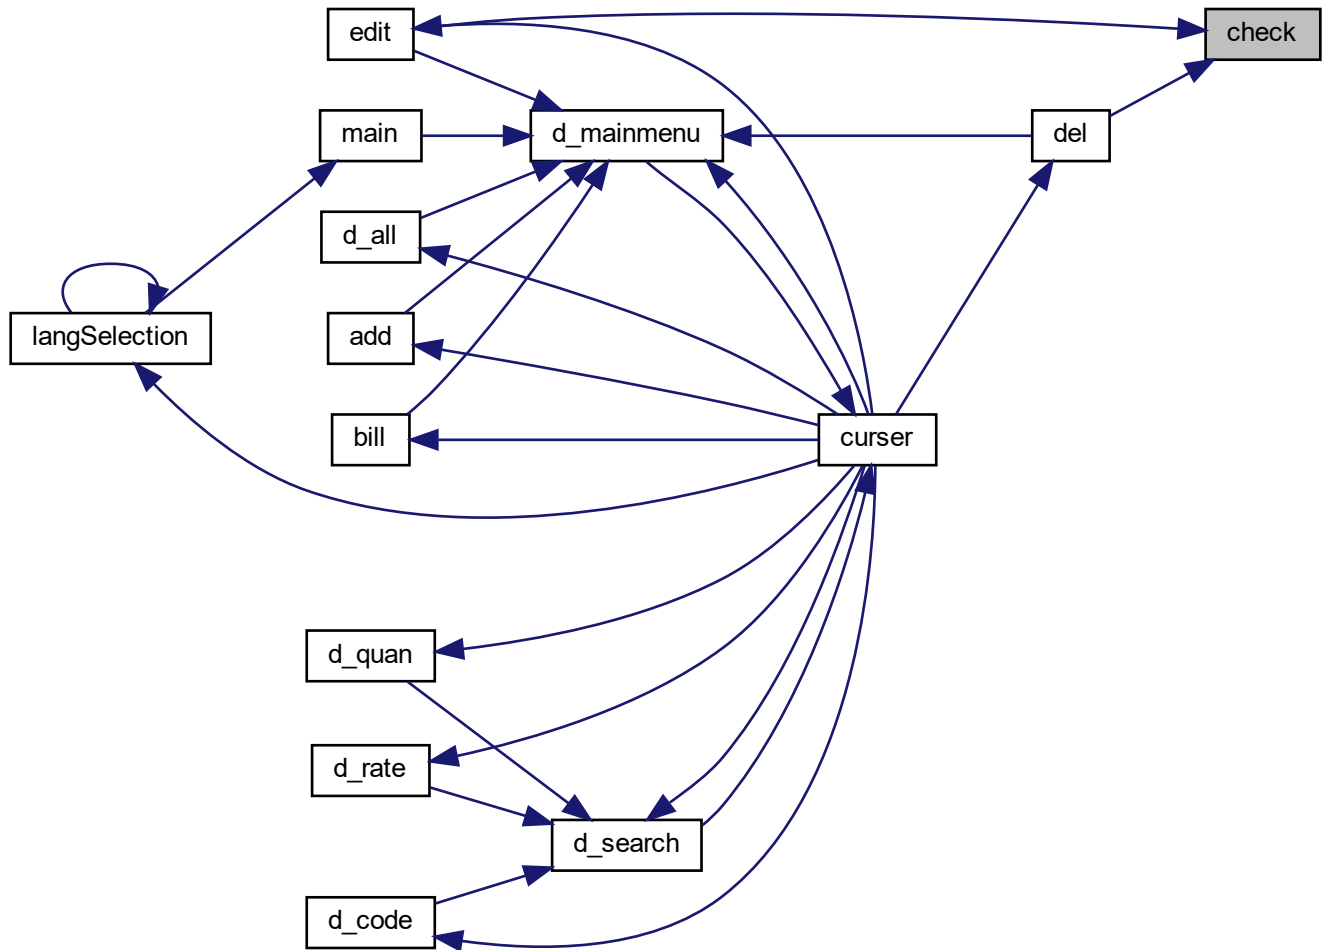 edit
check
main
d_mainmenu
del
d_all
langSelection
add
bill
curser
d_quan
d_rate
d_search
d_code